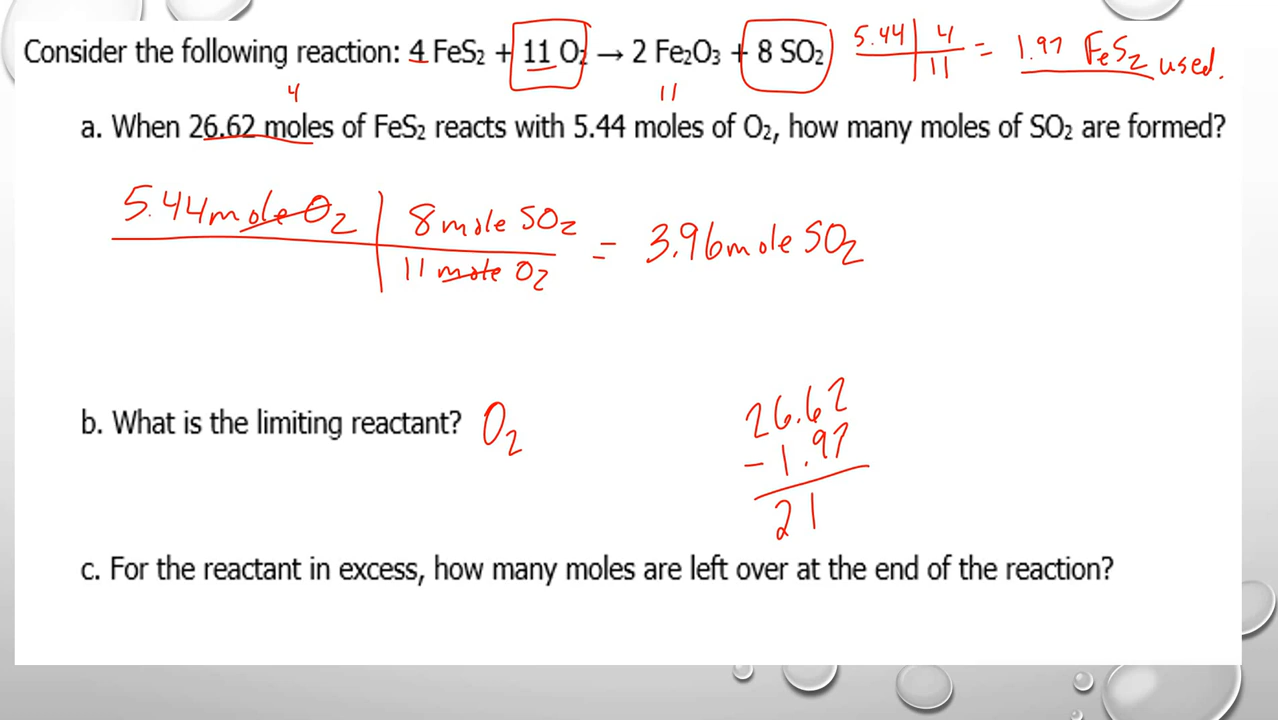 Consider the following reaction: 4 FeS₂ + 11 O₂ → 2 Fe₂O₃ + 8 SO₂
5.44 | 4
11
= 1.97 FeS₂ used.
4
11
a. When 26.62 moles of FeS₂ reacts with 5.44 moles of O₂, how many moles of SO₂ are formed?
5.44 mole O₂ | 8 mole SO₂
11 mole O₂
= 3.96 mole SO₂
b. What is the limiting reactant? O₂
26.62
- 1.97
21
c. For the reactant in excess, how many moles are left over at the end of the reaction?